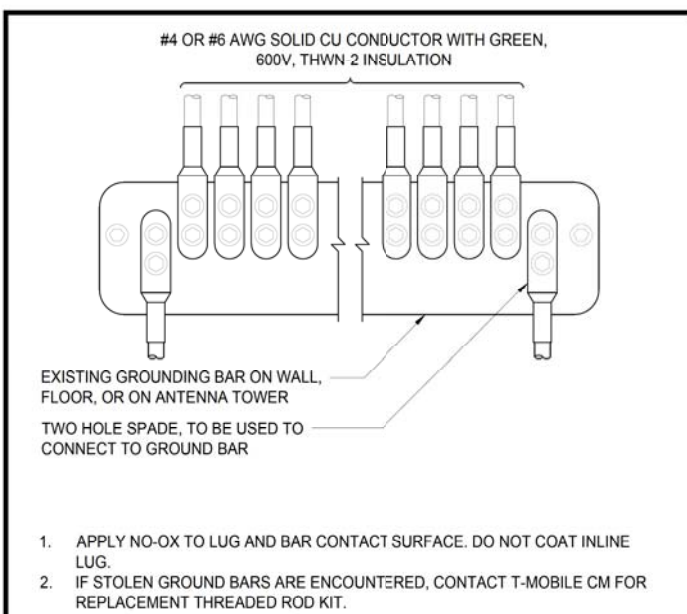 #4 OR #6 AWG SOLID CU CONDUCTOR WITH GREEN,
600V, THWN-2 INSULATION
EXISTING GROUNDING BAR ON WALL,
FLOOR, OR ON ANTENNA TOWER
TWO HOLE SPADE, TO BE USED TO
CONNECT TO GROUND BAR
1. APPLY NO-OX TO LUG AND BAR CONTACT SURFACE. DO NOT COAT INLINE
LUG.
2. IF STOLEN GROUND BARS ARE ENCOUNTERED, CONTACT T-MOBILE CM FOR
REPLACEMENT THREADED ROD KIT.